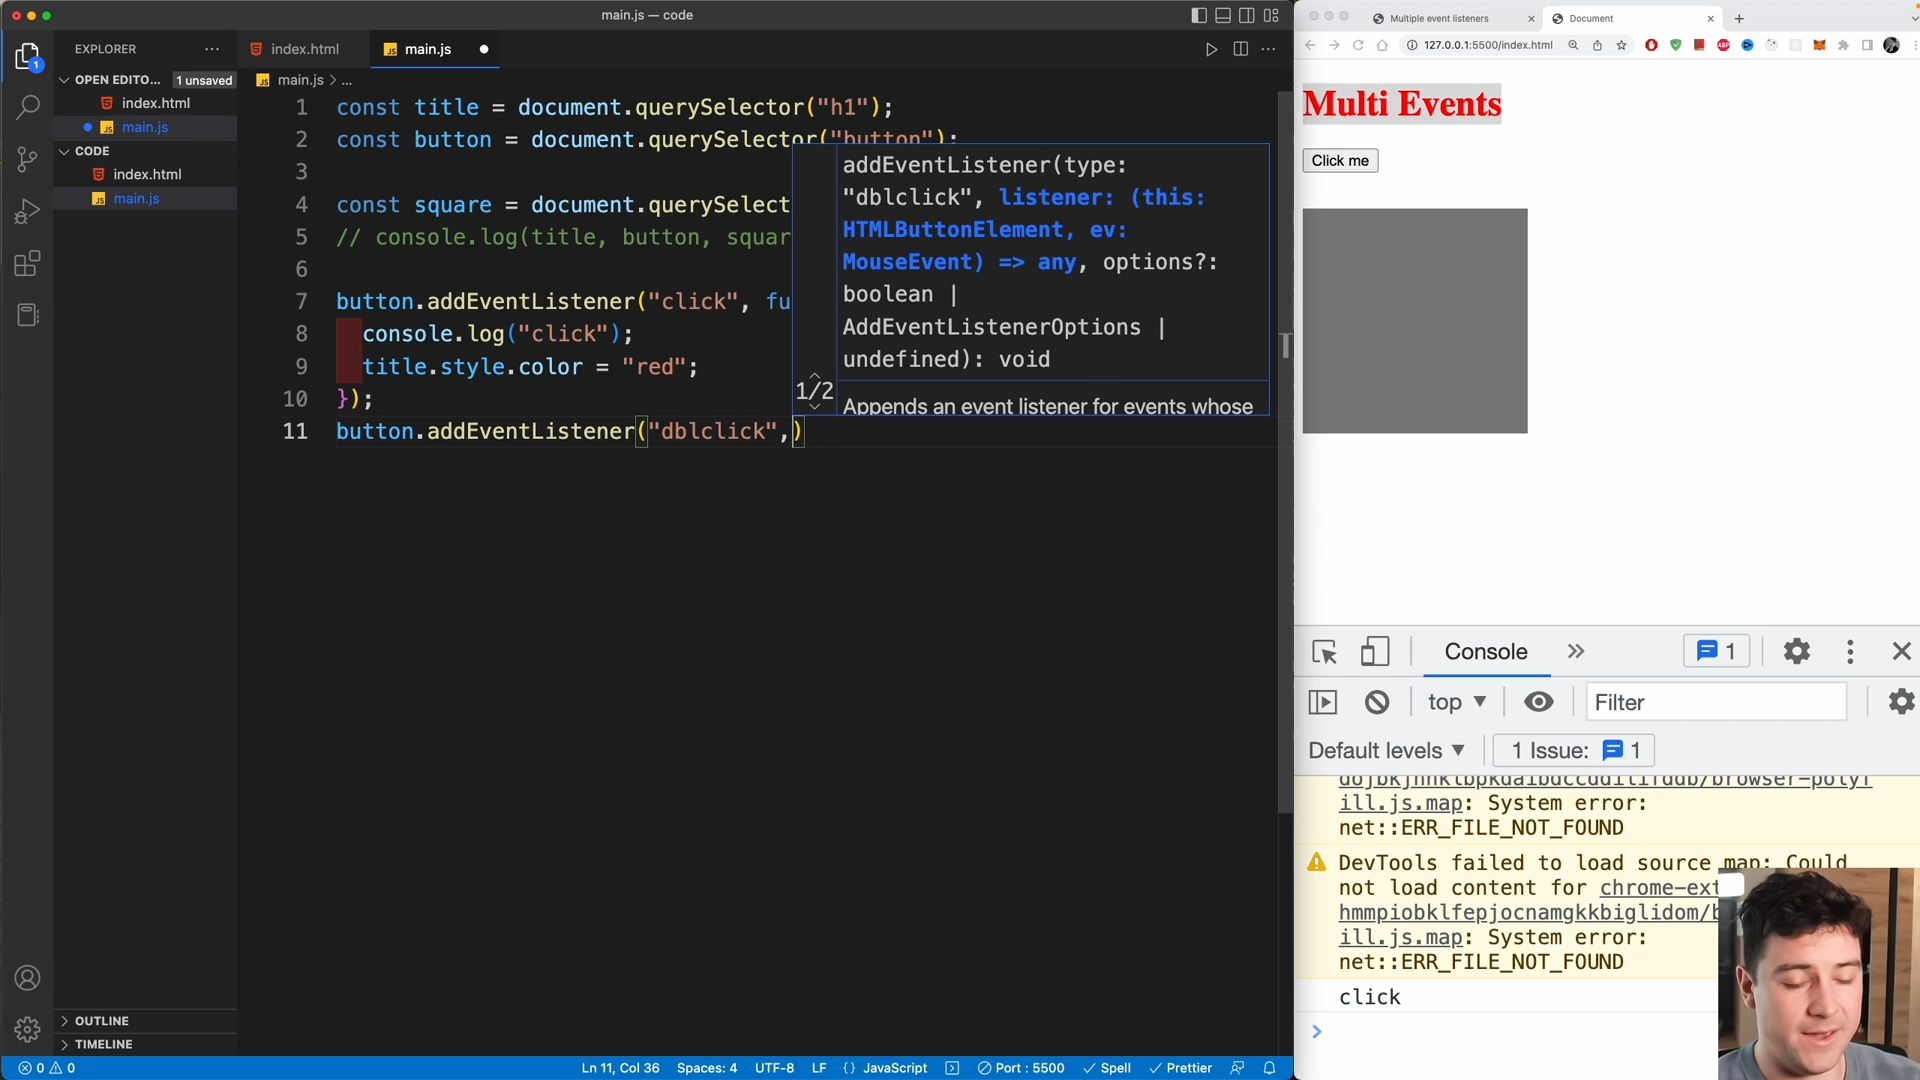 main.js — code
EXPLORER
OPEN EDITO...
1 unsaved
index.html
main.js
CODE
index.html
main.js
OUTLINE
TIMELINE
1
index.html
main.js
main.js > ...
1 const title = document.querySelector("h1");
2 const button = document.querySelector("button");
3
4 const square = document.querySelect
5 // console.log(title, button, squar
6
7 button.addEventListener("click", fu
8 console.log("click");
9 title.style.color = "red";
10 });
11 button.addEventListener("dblclick",)
addEventListener(type:
"dblclick", listener: (this:
HTMLButtonElement, ev:
MouseEvent) => any, options?:
boolean |
AddEventListenerOptions |
undefined): void
1/2
Appends an event listener for events whose
0 0
Ln 11, Col 36
Spaces: 4
UTF-8
LF
{ } JavaScript
Port : 5500
Spell
Prettier
Multiple event listeners
Document
127.0.0.1:5500/index.html
ABP
Multi Events
Click me
Console
1
top
Filter
Default levels
1 Issue: 1
ill.js.map: System error:
net::ERR_FILE_NOT_FOUND
DevTools failed to load source map: Could
not load content for chrome-ext
hmmpiobklfepjocnamgkkbiglidom/b
ill.js.map: System error:
net::ERR_FILE_NOT_FOUND
click
>